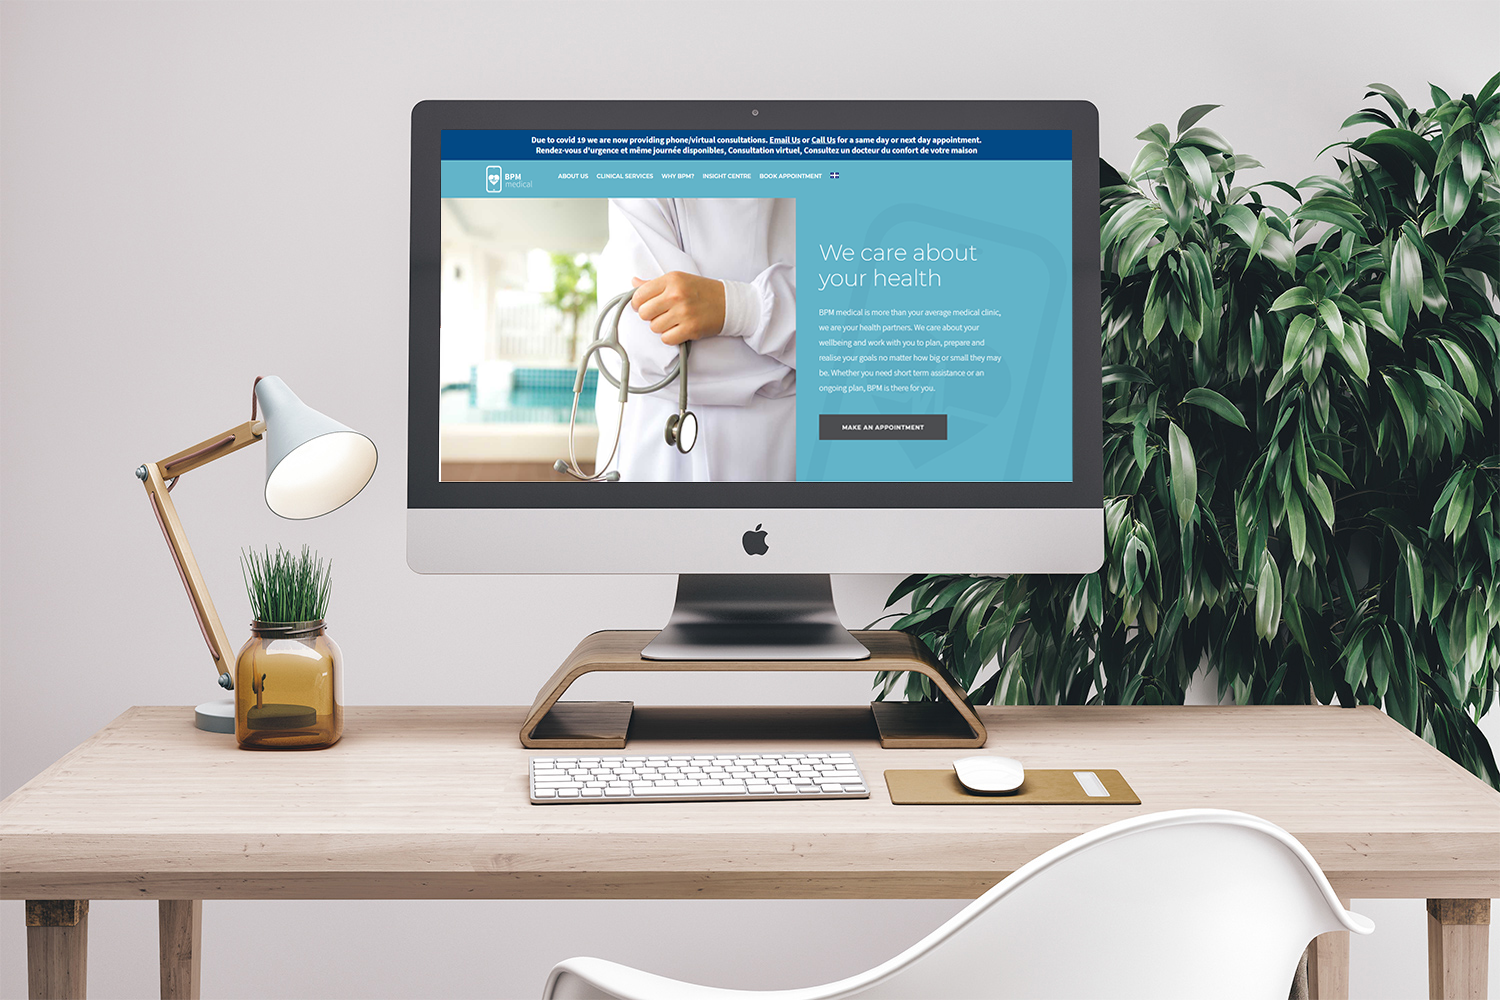 Due to covid 19 we are now providing phone/virtual consultations. Email Us or Call Us for a same day or next day appointment.
Rendez-vous d'urgence et même journée disponibles, Consultation virtuel, Consultez un docteur du confort de votre maison
BPM
medical
ABOUT US CLINICAL SERVICES WHY BPM? INSIGHT CENTRE BOOK APPOINTMENT
We care about
your health
BPM medical is more than your average medical clinic,
we are your health partners. We care about your
wellbeing and work with you to plan, prepare and
realise your goals no matter how big or small they may
be. Whether you need short term assistance or an
ongoing plan, BPM is there for you.
MAKE AN APPOINTMENT